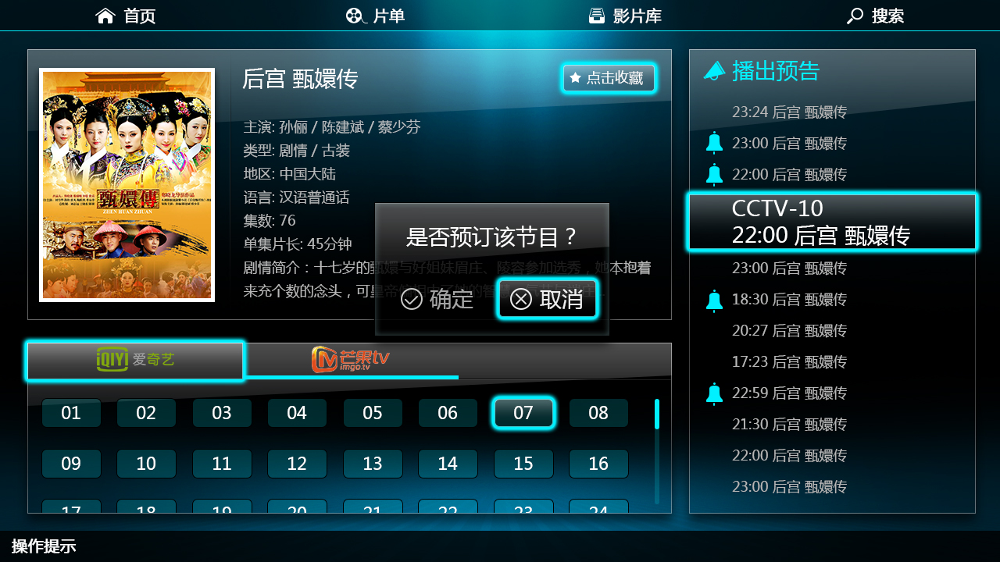 首页
片单
影片库
搜索
后宫 甄嬛传
点击收藏
甄嬛傳
ZHEN HUAN ZHUAN
主演: 孙俪 / 陈建斌 / 蔡少芬
类型: 剧情 / 古装
地区: 中国大陆
语言: 汉语普通话
集数: 76
单集片长: 45分钟
剧情简介：十七岁的甄嬛与好姐妹眉庄、陵容参加选秀，她本抱着
来充个数的念头，可皇帝
是否预订该节目？
确定
取消
iQIYI 爱奇艺
芒果tv
imgo.tv
01 02 03 04 05 06 07 08
09 10 11 12 13 14 15 16
17 18 19 20 21 22 23 24
播出预告
23:24 后宫 甄嬛传
23:00 后宫 甄嬛传
22:00 后宫 甄嬛传
CCTV-10
22:00 后宫 甄嬛传
23:00 后宫 甄嬛传
18:30 后宫 甄嬛传
20:27 后宫 甄嬛传
17:23 后宫 甄嬛传
22:59 后宫 甄嬛传
21:30 后宫 甄嬛传
22:00 后宫 甄嬛传
23:00 后宫 甄嬛传
操作提示